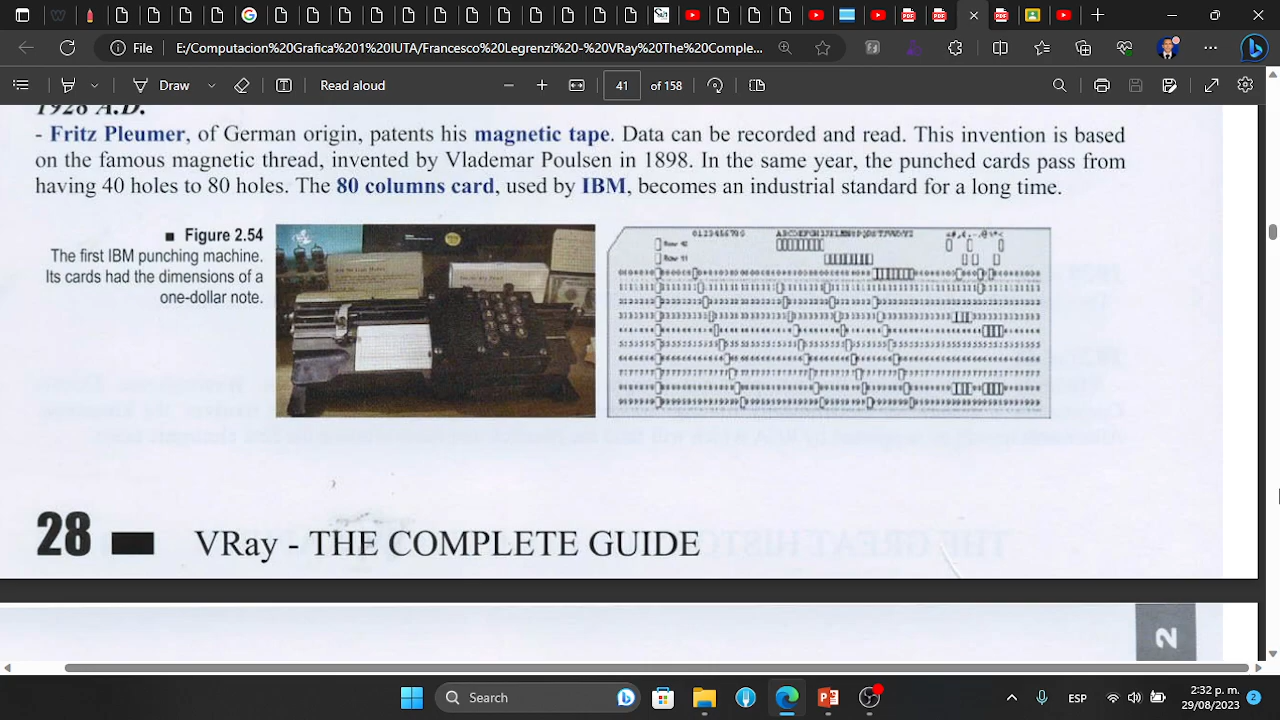 File
E:/Computacion%20Grafica%201%20IUTA/Francesco%20Legrenzi%20-%20VRay%20The%20Comple...
Draw
Read aloud
41
of 158
1928 A.D.
- Fritz Pleumer, of German origin, patents his magnetic tape. Data can be recorded and read. This invention is based
on the famous magnetic thread, invented by Vlademar Poulsen in 1898. In the same year, the punched cards pass from
having 40 holes to 80 holes. The 80 columns card, used by IBM, becomes an industrial standard for a long time.
■ Figure 2.54
The first IBM punching machine.
Its cards had the dimensions of a
one-dollar note.
28
VRay - THE COMPLETE GUIDE
2
Search
ESP
2:32 p. m.
29/08/2023
2